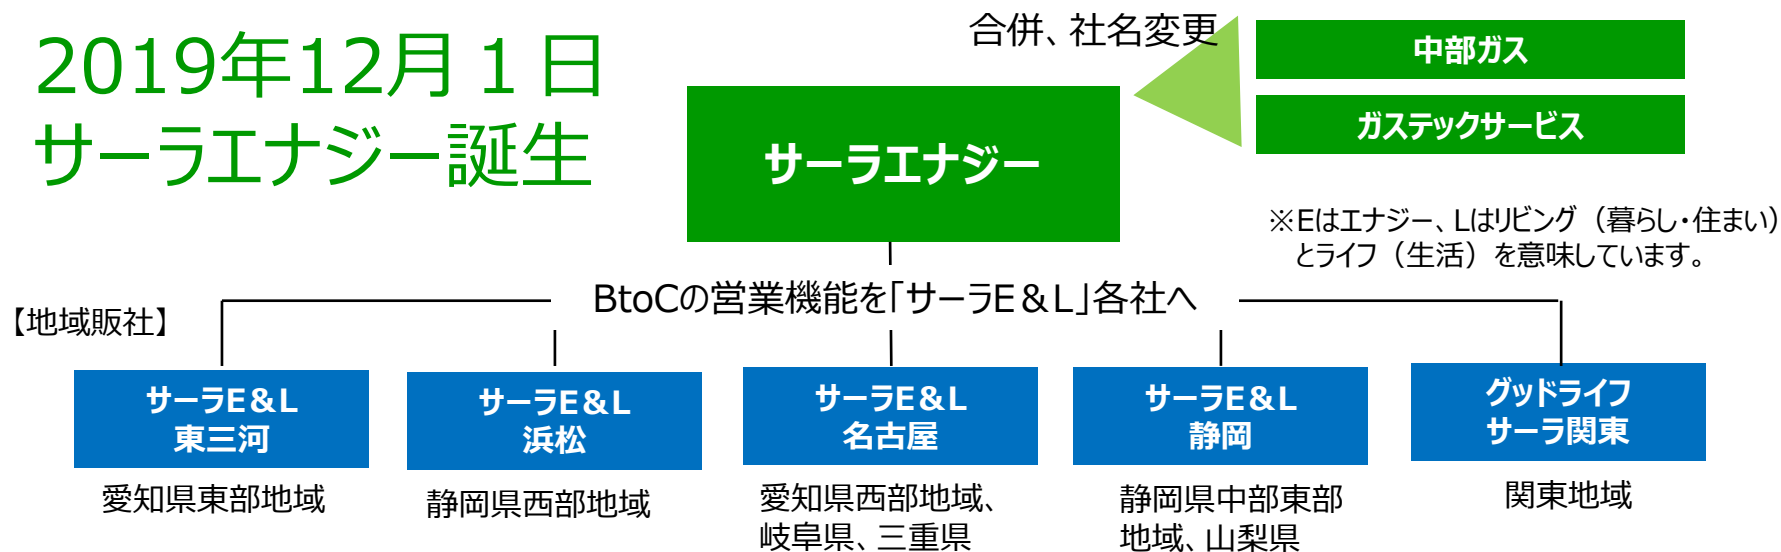 2019年12月１日
サーラエナジー誕生
合併、社名変更
中部ガス
ガステックサービス
サーラエナジー
※Eはエナジー、Lはリビング（暮らし・住まい）
とライフ（生活）を意味しています。
BtoCの営業機能を「サーラE＆L」各社へ
【地域販社】
サーラE＆L
東三河
愛知県東部地域
サーラE＆L
浜松
静岡県西部地域
サーラE＆L
名古屋
愛知県西部地域、
岐阜県、三重県
サーラE＆L
静岡
静岡県中部東部
地域、山梨県
グッドライフ
サーラ関東
関東地域